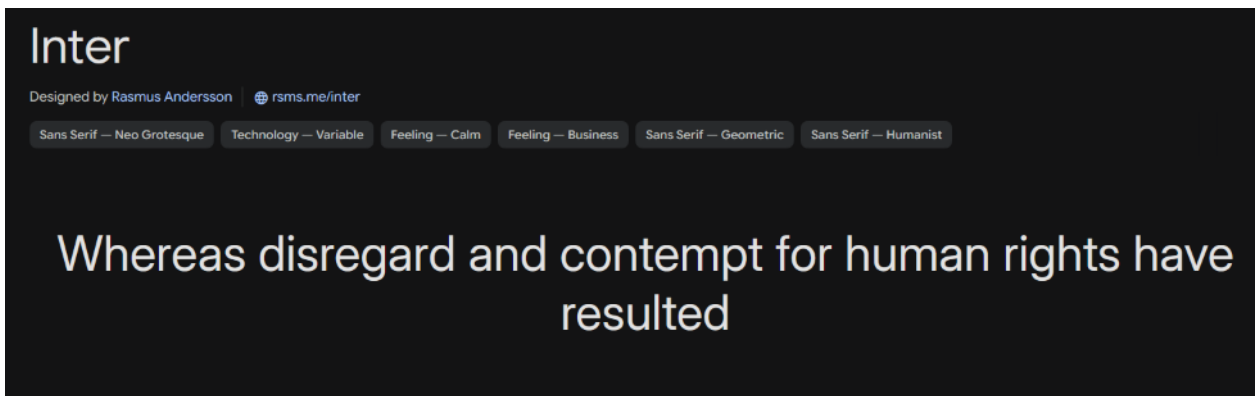 Inter
Designed by Rasmus Andersson rsms.me/inter
Sans Serif — Neo Grotesque Technology — Variable Feeling — Calm Feeling — Business Sans Serif — Geometric Sans Serif — Humanist
Whereas disregard and contempt for human rights have
resulted